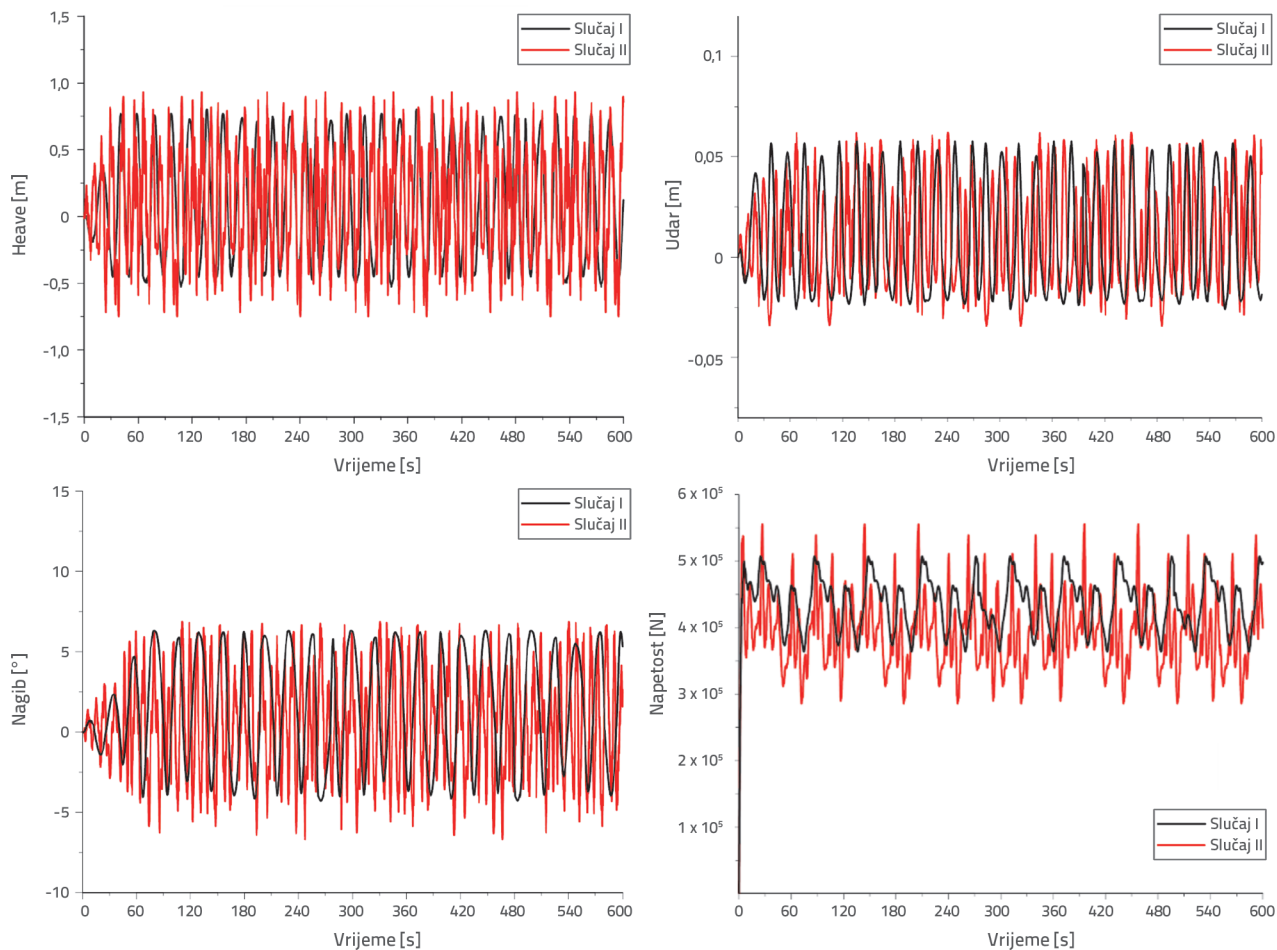 1,5
1,0
0,5
0
-0,5
-1,0
-1,5
Heave [m]
0 60 120 180 240 300 360 420 480 540 600
Vrijeme [s]
Slučaj I
Slučaj II
0,1
0,05
0
-0,05
Udar [m]
0 60 120 180 240 300 360 420 480 540 600
Vrijeme [s]
Slučaj I
Slučaj II
15
10
5
0
-5
-10
Nagib [°]
0 60 120 180 240 300 360 420 480 540 600
Vrijeme [s]
Slučaj I
Slučaj II
6 x 10⁵
5 x 10⁵
4 x 10⁵
3 x 10⁵
2 x 10⁵
1 x 10⁵
Napetost [N]
0 60 120 180 240 300 360 420 480 540 600
Vrijeme [s]
Slučaj I
Slučaj II